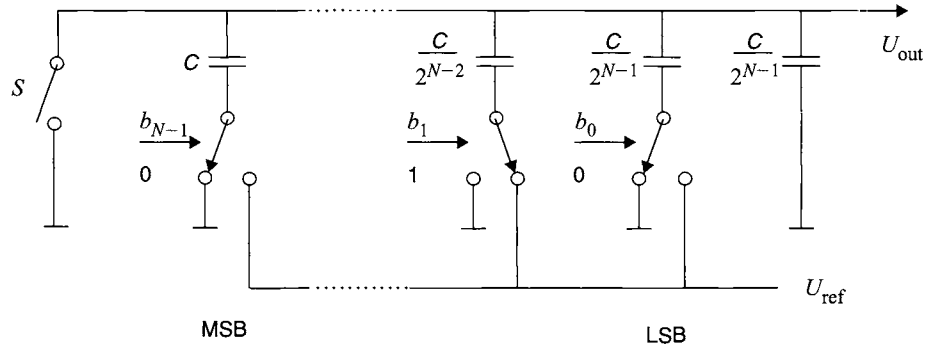 U_out
C
C/2^{N-2}
C/2^{N-1}
C/2^{N-1}
S
b_{N-1}
b_1
b_0
0
1
0
U_ref
MSB
LSB